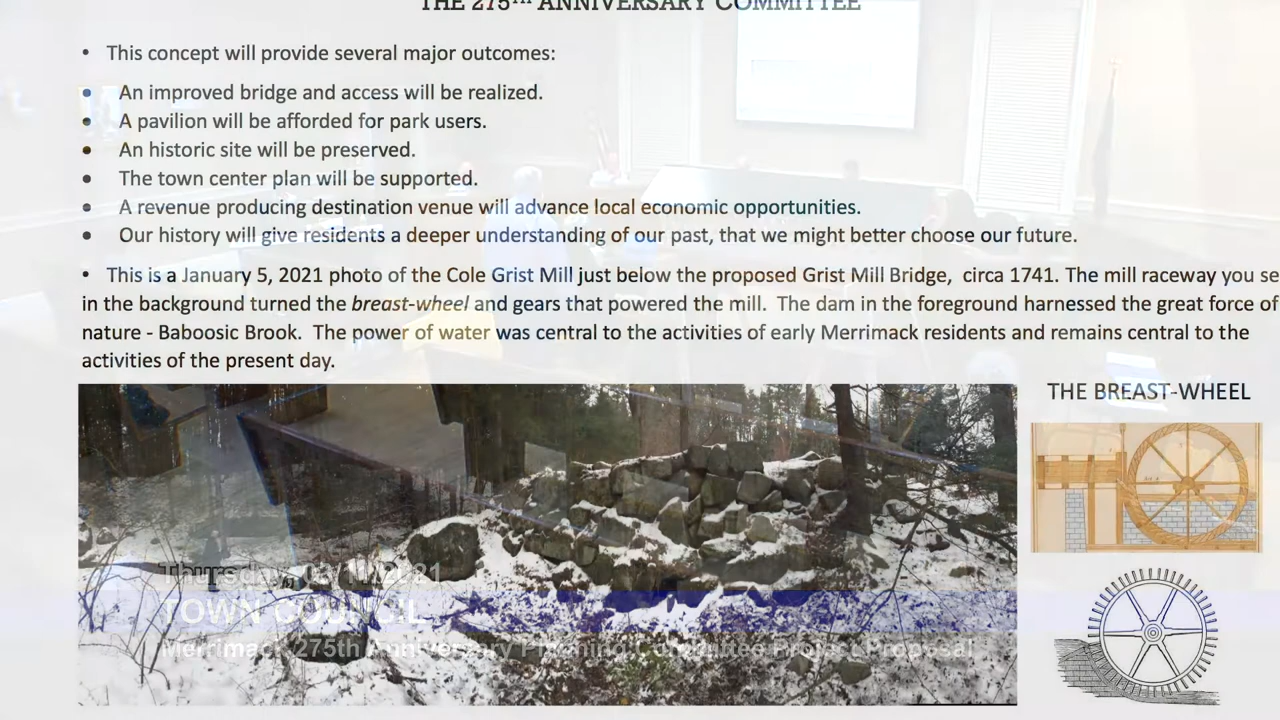 THE 275TH ANNIVERSARY COMMITTEE
• This concept will provide several major outcomes:
• An improved bridge and access will be realized.
• A pavilion will be afforded for park users.
• An historic site will be preserved.
• The town center plan will be supported.
• A revenue producing destination venue will advance local economic opportunities.
• Our history will give residents a deeper understanding of our past, that we might better choose our future.
• This is a January 5, 2021 photo of the Cole Grist Mill just below the proposed Grist Mill Bridge, circa 1741. The mill raceway you se
in the background turned the breast-wheel and gears that powered the mill. The dam in the foreground harnessed the great force of
nature - Baboosic Brook. The power of water was central to the activities of early Merrimack residents and remains central to the
activities of the present day.
THE BREAST-WHEEL
Thursday
TOWN COUNCIL
Merrimack 275th Anniversary Planning Committee Project Proposal